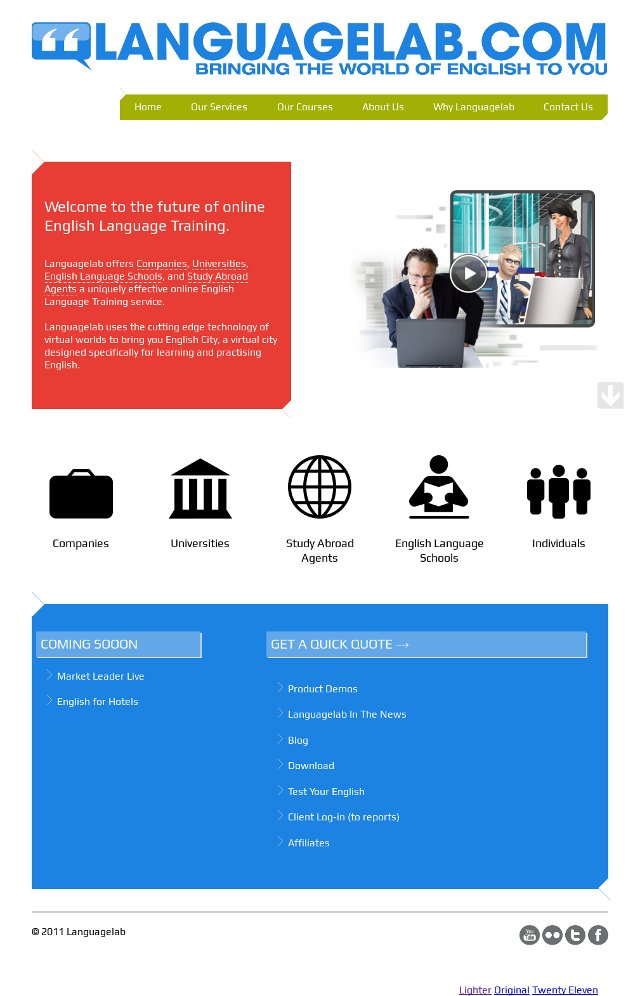 LANGUAGELAB.COM
BRINGING THE WORLD OF ENGLISH TO YOU
Home Our Services Our Courses About Us Why Languagelab Contact Us
Welcome to the future of online
English Language Training.
Languagelab offers Companies, Universities,
English Language Schools, and Study Abroad
Agents a uniquely effective online English
Language Training service.
Languagelab uses the cutting edge technology of
virtual worlds to bring you English City, a virtual city
designed specifically for learning and practising
English.
Companies
Universities
Study Abroad
Agents
English Language
Schools
Individuals
COMING SOOON
Market Leader Live
English for Hotels
GET A QUICK QUOTE →
Product Demos
Languagelab In The News
Blog
Download
Test Your English
Client Log-in (to reports)
Affiliates
© 2011 Languagelab
You Tube
Lighter Original Twenty Eleven